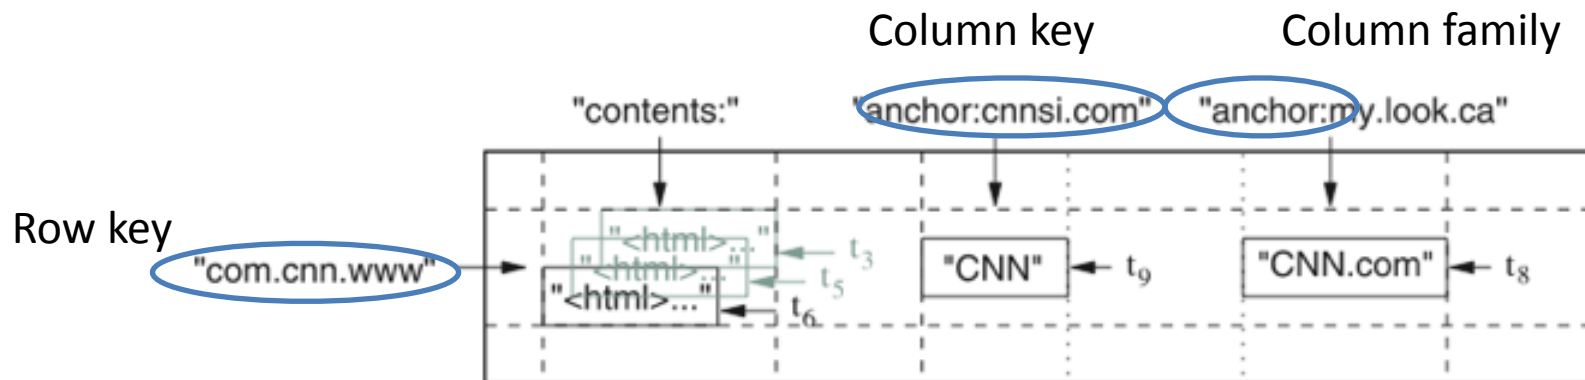 Column key Column family
"contents:" "anchor:cnnsi.com" "anchor:my.look.ca"
Row key
"com.cnn.www"
"<html>..." t3
"<html>..." t5
"<html>..." t6
"CNN" t9
"CNN.com" t8